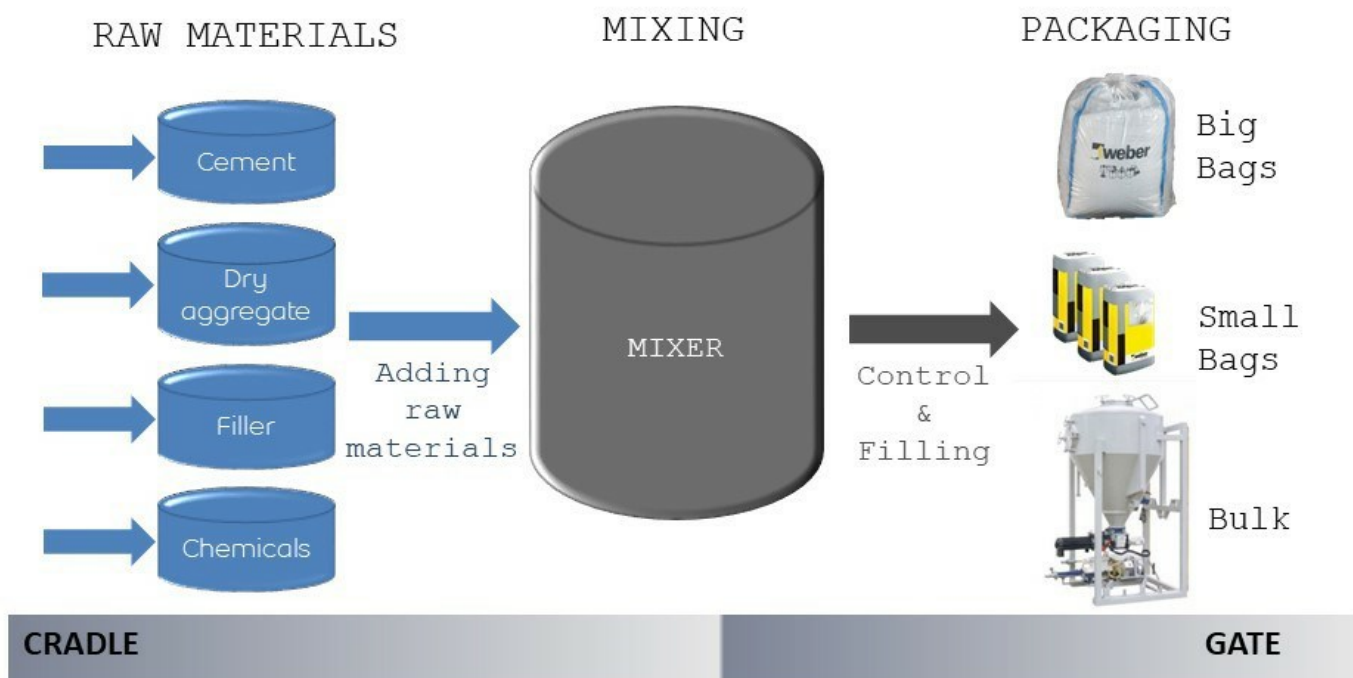 RAW MATERIALS
MIXING
PACKAGING
Cement
Dry
aggregate
Filler
Chemicals
Adding
raw
materials
MIXER
Control
&
Filling
weber
Big
Bags
Small
Bags
Bulk
CRADLE
GATE